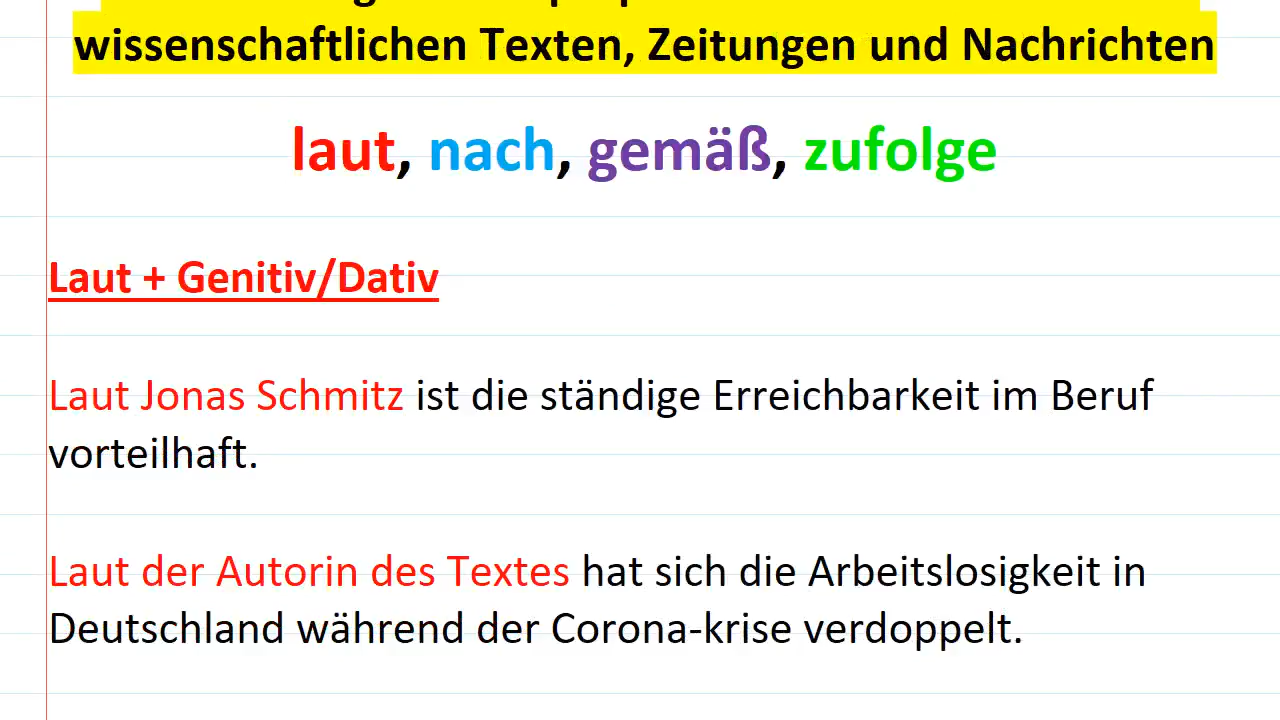 wissenschaftlichen Texten, Zeitungen und Nachrichten
laut, nach, gemäß, zufolge
Laut + Genitiv/Dativ
Laut Jonas Schmitz ist die ständige Erreichbarkeit im Beruf
vorteilhaft.
Laut der Autorin des Textes hat sich die Arbeitslosigkeit in
Deutschland während der Corona-krise verdoppelt.